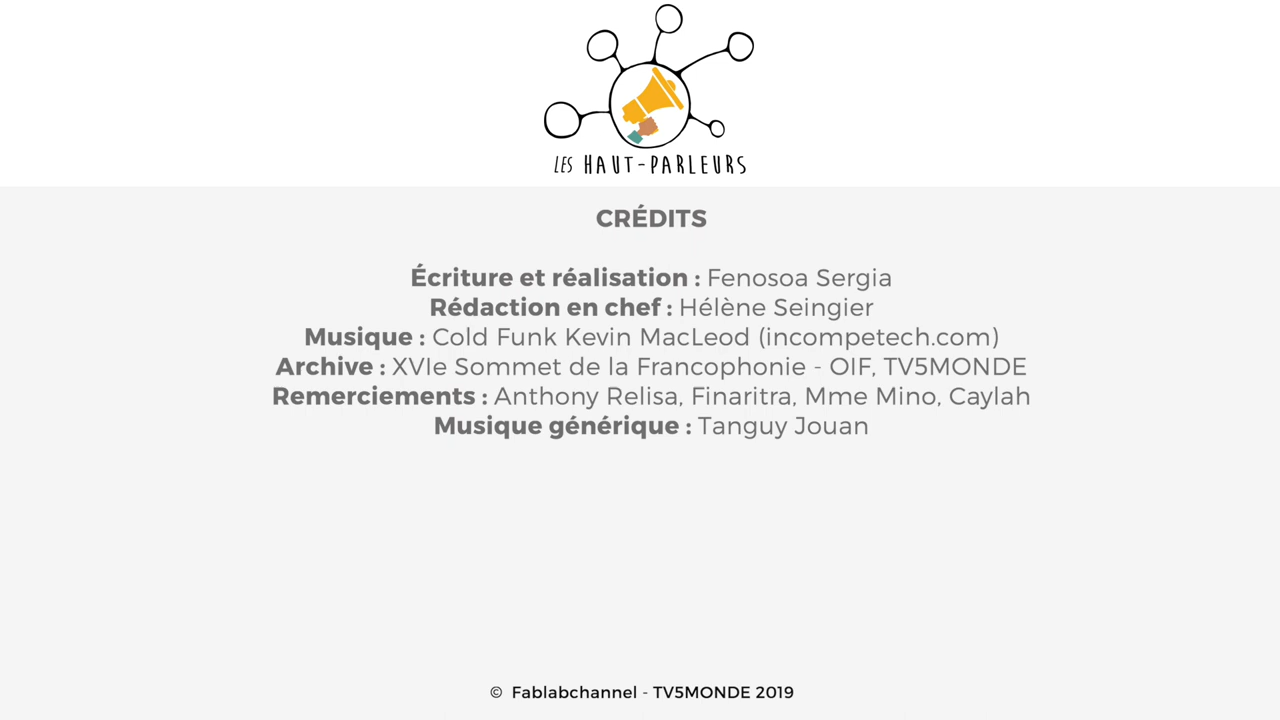 LES HAUT-PARLEURS
CRÉDITS
Écriture et réalisation : Fenosoa Sergia
Rédaction en chef : Hélène Seingier
Musique : Cold Funk Kevin MacLeod (incompetech.com)
Archive : XVIe Sommet de la Francophonie - OIF, TV5MONDE
Remerciements : Anthony Relisa, Finaritra, Mme Mino, Caylah
Musique générique : Tanguy Jouan
© Fablabchannel - TV5MONDE 2019